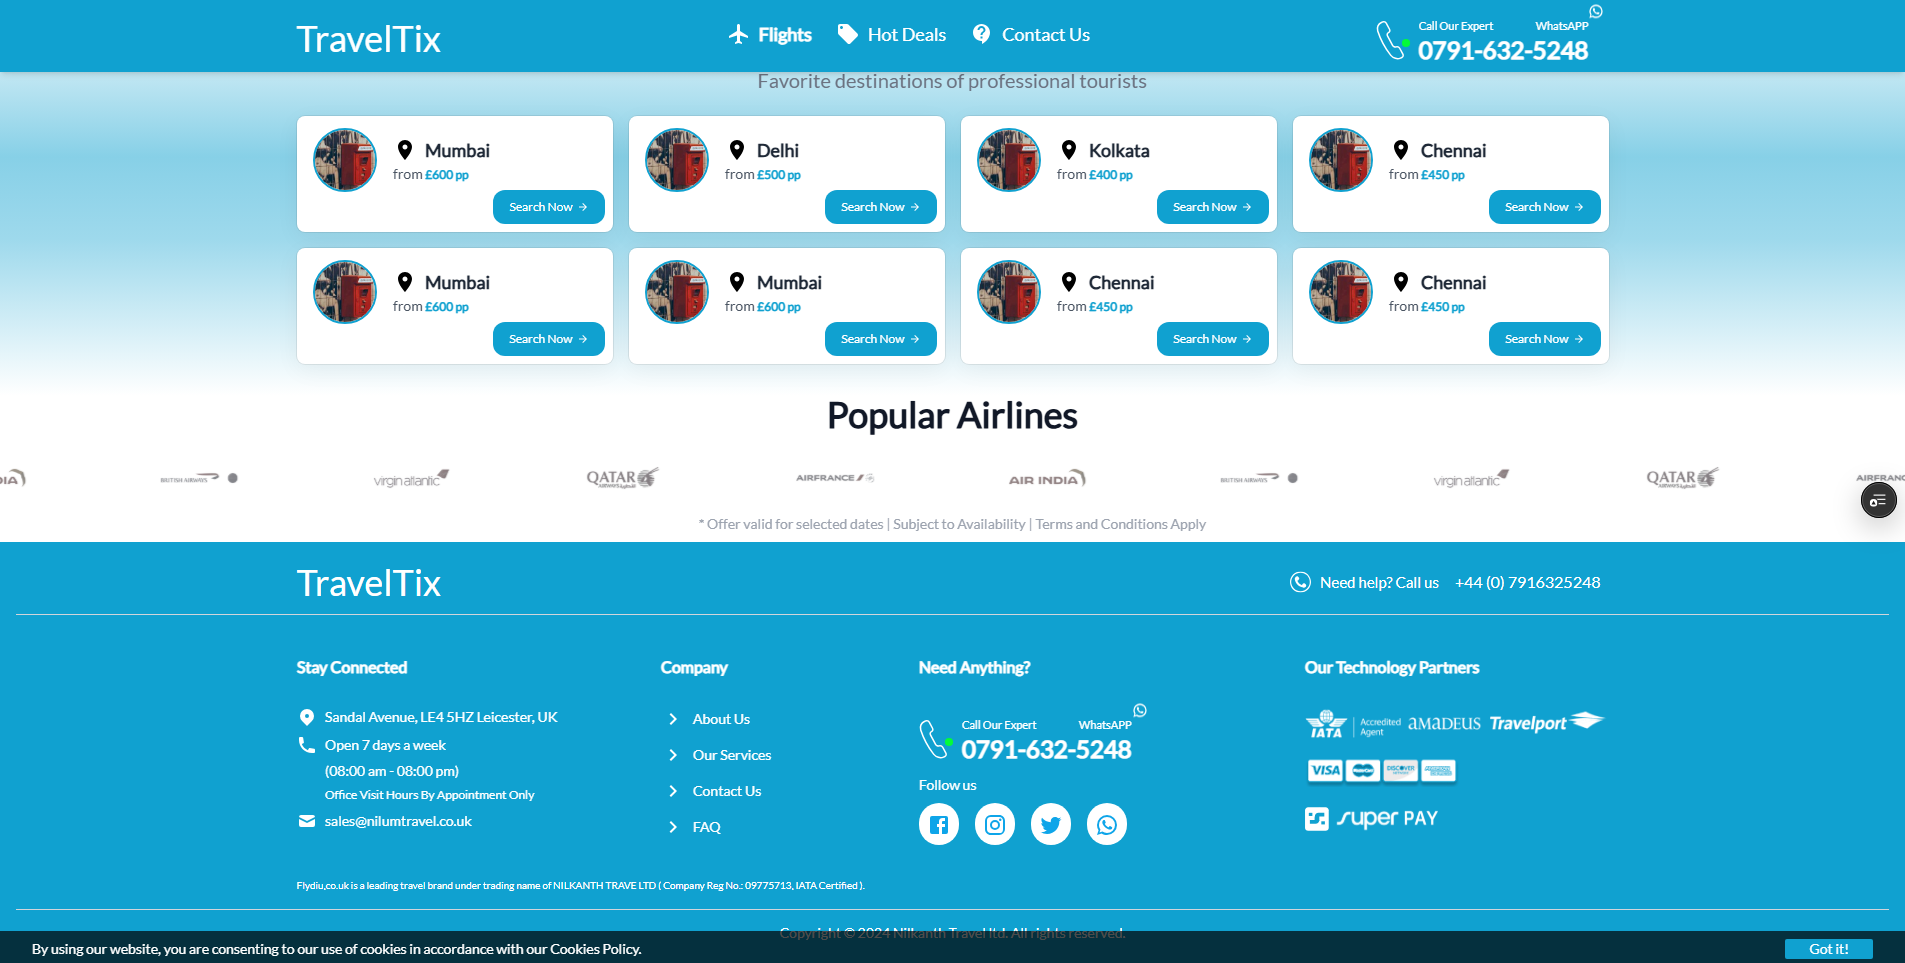 TravelTix
Flights
Hot Deals
Contact Us
Call Our Expert
WhatsAPP
0791-632-5248
Favorite destinations of professional tourists
Mumbai
from £600 pp
Search Now
Delhi
from £500 pp
Search Now
Kolkata
from £400 pp
Search Now
Chennai
from £450 pp
Search Now
Mumbai
from £600 pp
Search Now
Mumbai
from £600 pp
Search Now
Chennai
from £450 pp
Search Now
Chennai
from £450 pp
Search Now
Popular Airlines
DIA
BRITISH AIRWAYS
virgin atlantic
QATAR
AIRWAYS
AIRFRANCE
AIR INDIA
BRITISH AIRWAYS
virgin atlantic
QATAR
AIRWAYS
AIRFRANC
* Offer valid for selected dates | Subject to Availability | Terms and Conditions Apply
TravelTix
Need help? Call us +44 (0) 7916325248
Stay Connected
Sandal Avenue, LE4 5HZ Leicester, UK
Open 7 days a week
(08:00 am - 08:00 pm)
Office Visit Hours By Appointment Only
sales@nilumtravel.co.uk
Company
About Us
Our Services
Contact Us
FAQ
Need Anything?
Call Our Expert
WhatsAPP
0791-632-5248
Follow us
Our Technology Partners
IATA
Accredited
Agent
AMADEUS
Travelport
VISA
DISCOVER
super PAY
Flydiu,co.uk is a leading travel brand under trading name of NILKANTH TRAVE LTD ( Company Reg No.: 09775713, IATA Certified ).
Copyright © 2024 Nilkanth Travel ltd. All rights reserved.
By using our website, you are consenting to our use of cookies in accordance with our Cookies Policy.
Got it!